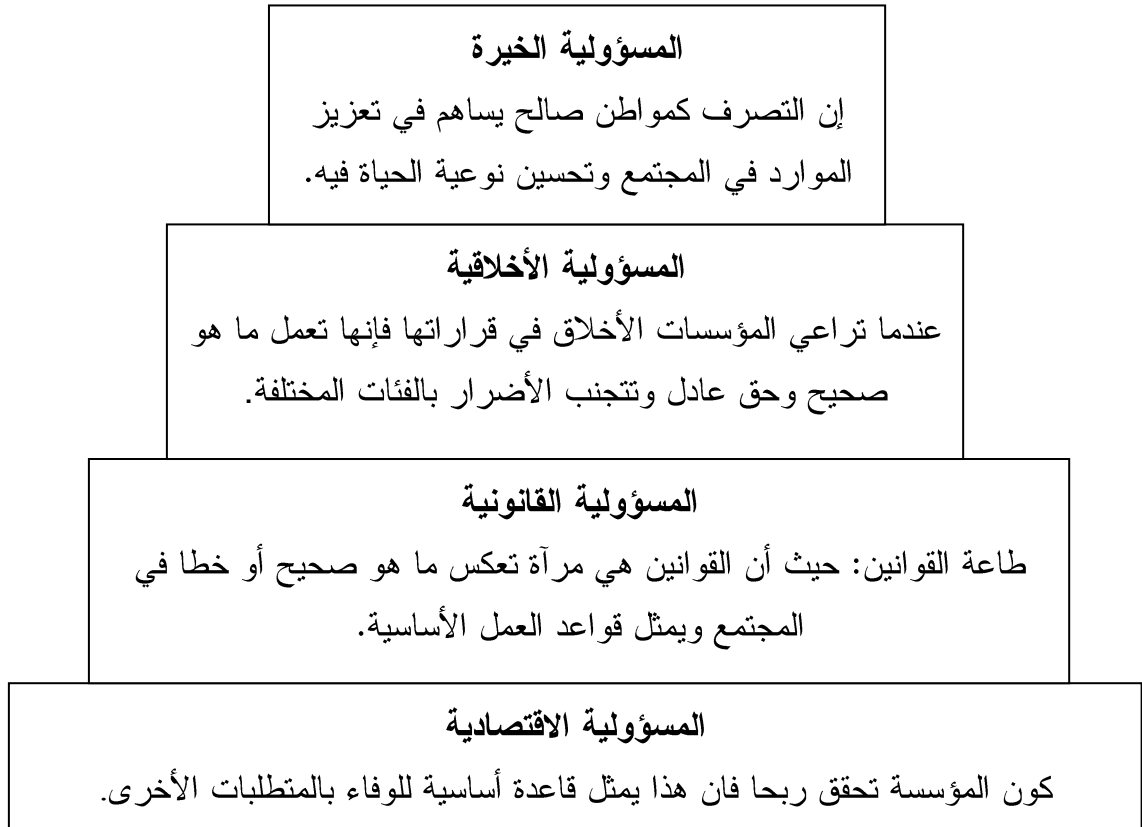 المسؤولية الخيرة
إن التصرف كمواطن صالح يساهم في تعزيز
الموارد في المجتمع وتحسين نوعية الحياة فيه.
المسؤولية الأخلاقية
عندما تراعي المؤسسات الأخلاق في قراراتها فإنها تعمل ما هو
صحيح وحق عادل وتتجنب الأضرار بالفئات المختلفة.
المسؤولية القانونية
طاعة القوانين: حيث أن القوانين هي مرآة تعكس ما هو صحيح أو خطا في
المجتمع ويمثل قواعد العمل الأساسية.
المسؤولية الاقتصادية
كون المؤسسة تحقق ربحا فان هذا يمثل قاعدة أساسية للوفاء بالمتطلبات الأخرى.